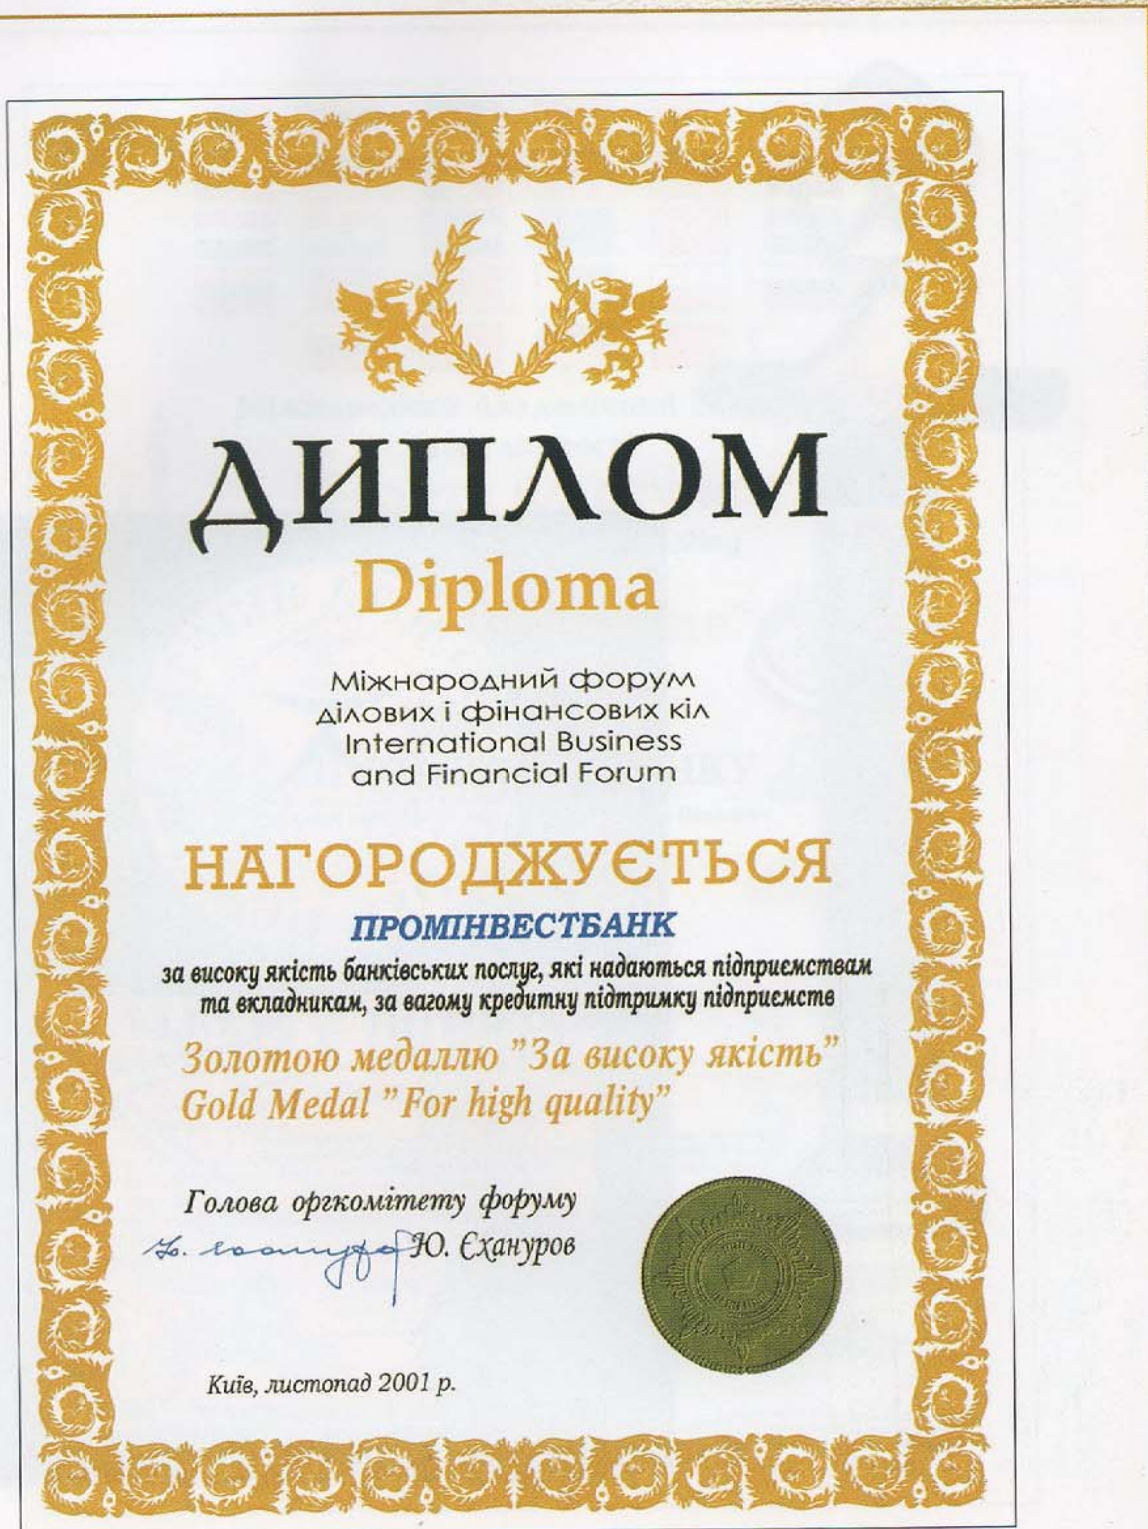 ДИПЛОМ
Diploma
Міжнародний форум
ділових і фінансових кіл
International Business
and Financial Forum
НАГОРОДЖУЄТЬСЯ
ПРОМІНВЕСТБАНК
за високу якість банківських послуг, які надаються підприємствам
та вкладникам, за вагому кредитну підтримку підприємств
Золотою медаллю "За високу якість"
Gold Medal "For high quality"
Голова оргкомітету форуму
Ю. Єхануров
Київ, листопад 2001 р.